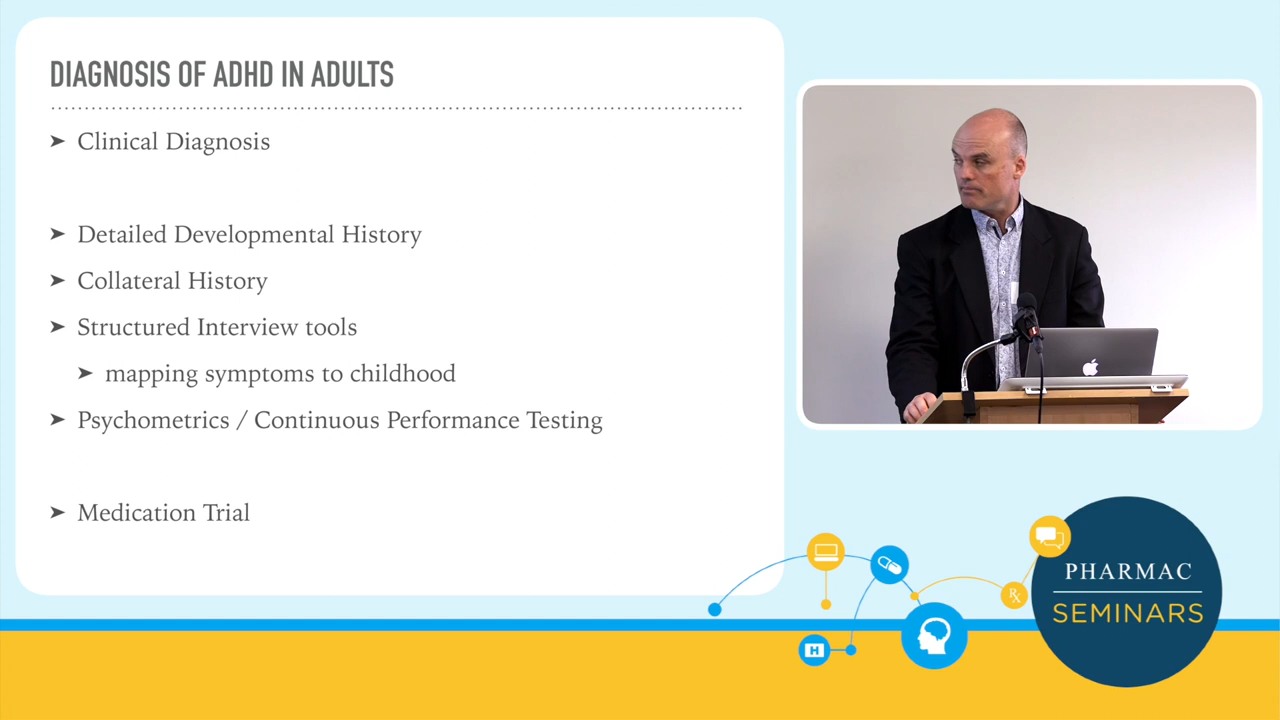 DIAGNOSIS OF ADHD IN ADULTS
➤ Clinical Diagnosis
➤ Detailed Developmental History
➤ Collateral History
➤ Structured Interview tools
➤ mapping symptoms to childhood
➤ Psychometrics / Continuous Performance Testing
➤ Medication Trial
H
Rx
PHARMAC
SEMINARS